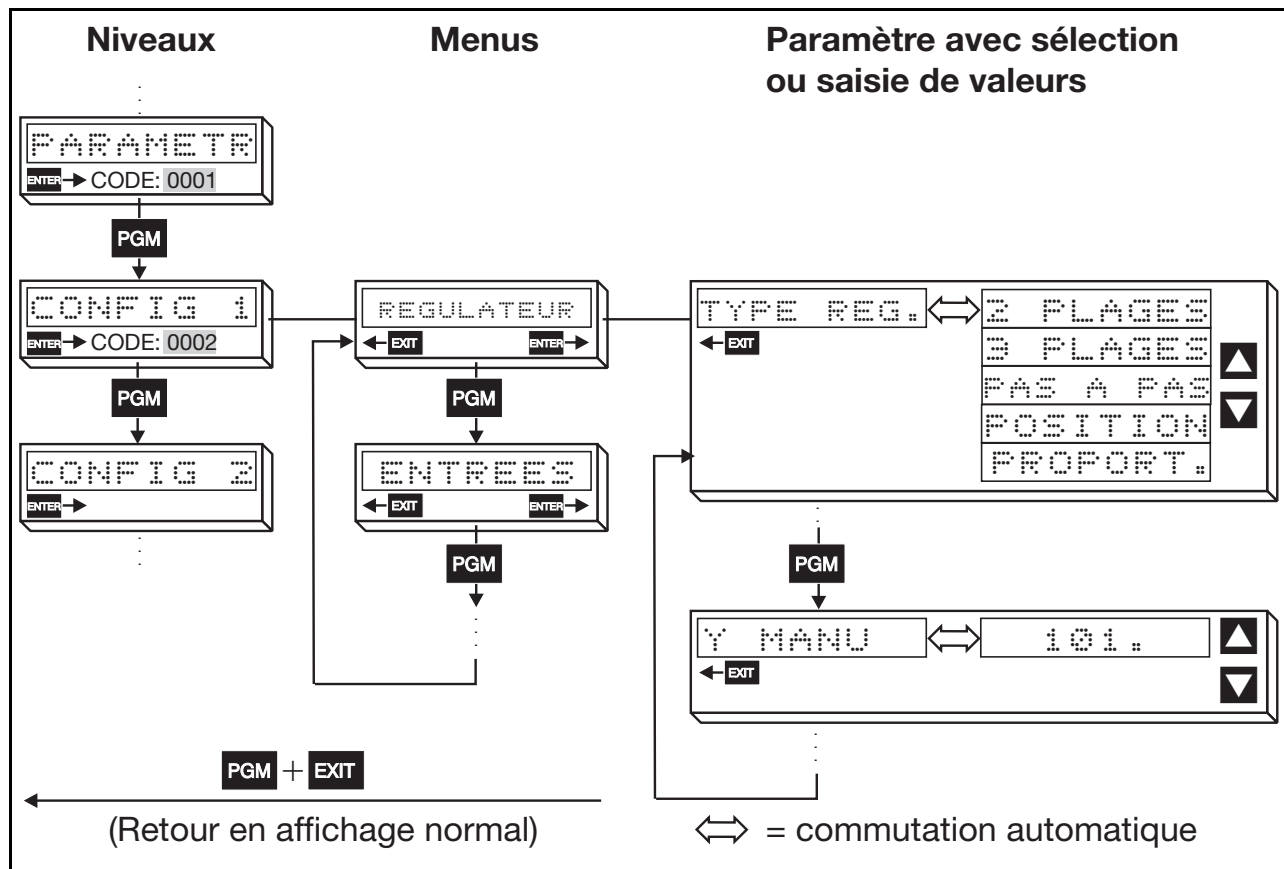 Niveaux
Menus
Paramètre avec sélection
ou saisie de valeurs
PARAMETR
ENTER CODE: 0001
PGM
CONFIG 1
ENTER CODE: 0002
PGM
CONFIG 2
ENTER
REGULATEUR
EXIT ENTER
PGM
ENTREES
EXIT ENTER
PGM
TYPE REG.
EXIT
2 PLAGES
3 PLAGES
PAS A PAS
POSITION
PROPORT.
PGM
Y MANU 101.
EXIT
PGM + EXIT
(Retour en affichage normal)
= commutation automatique